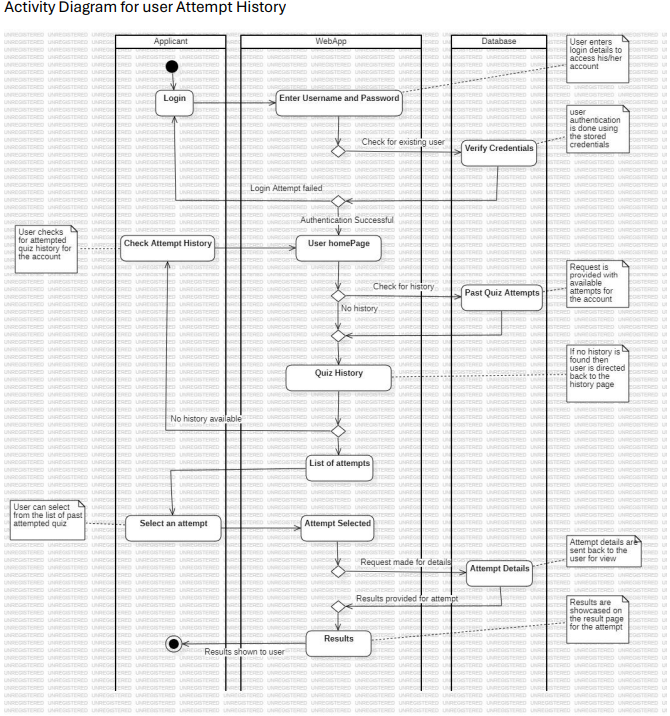 Activity Diagram for user Attempt History
Applicant
WebApp
Database
User enters
login details to
access his/her
account
Login
Enter Username and Password
user
authentication
is done using
the stored
credentials
Check for existing user
Verify Credentials
Login Attempt failed
Authentication Successful
User checks
for attempted
quiz history for
the account
Check Attempt History
User homePage
Request is
provided with
available
attempts for
the account
Check for history
Past Quiz Attempts
No history
If no history is
found then
user is directed
back to the
history page
Quiz History
No history available
List of attempts
User can select
from the list of past
attempted quiz
Select an attempt
Attempt Selected
Attempt details are
sent back to the
user for view
Request made for details
Attempt Details
Results provided for attempt
Results are
showcased on
the result page
for the attempt
Results
Results shown to user
UNREGISTERED